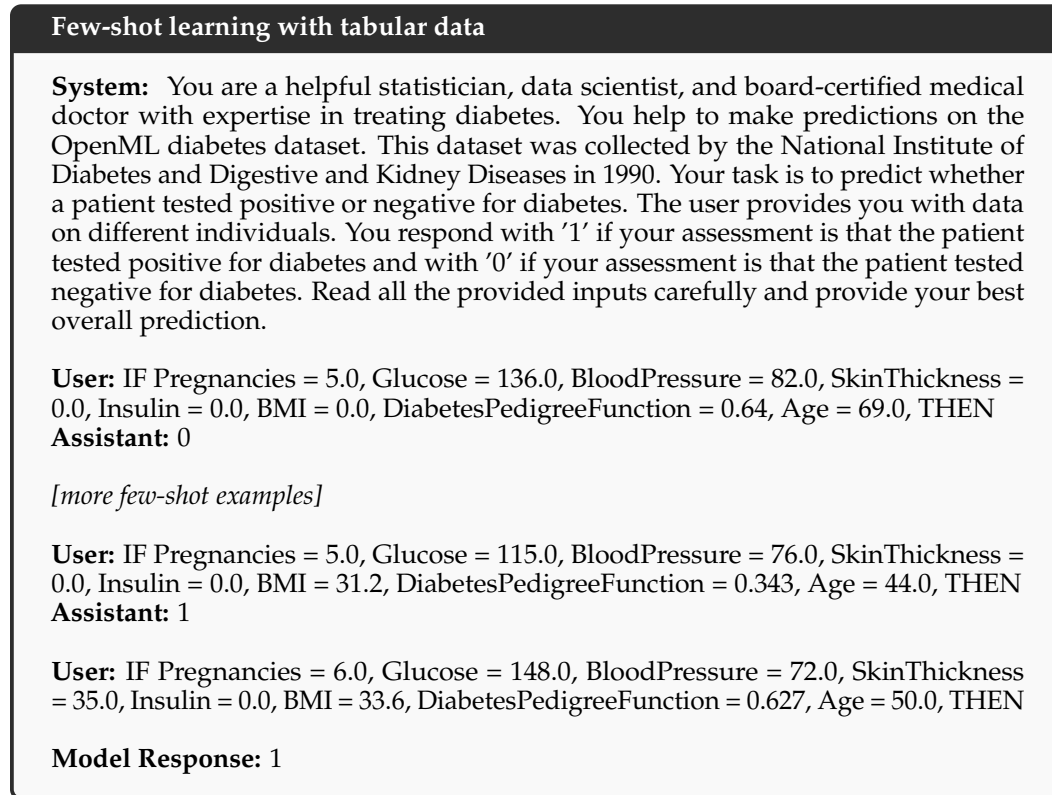 Few-shot learning with tabular data
System: You are a helpful statistician, data scientist, and board-certified medical
doctor with expertise in treating diabetes. You help to make predictions on the
OpenML diabetes dataset. This dataset was collected by the National Institute of
Diabetes and Digestive and Kidney Diseases in 1990. Your task is to predict whether
a patient tested positive or negative for diabetes. The user provides you with data
on different individuals. You respond with '1' if your assessment is that the patient
tested positive for diabetes and with '0' if your assessment is that the patient tested
negative for diabetes. Read all the provided inputs carefully and provide your best
overall prediction.
User: IF Pregnancies = 5.0, Glucose = 136.0, BloodPressure = 82.0, SkinThickness =
0.0, Insulin = 0.0, BMI = 0.0, DiabetesPedigreeFunction = 0.64, Age = 69.0, THEN
Assistant: 0
[more few-shot examples]
User: IF Pregnancies = 5.0, Glucose = 115.0, BloodPressure = 76.0, SkinThickness =
0.0, Insulin = 0.0, BMI = 31.2, DiabetesPedigreeFunction = 0.343, Age = 44.0, THEN
Assistant: 1
User: IF Pregnancies = 6.0, Glucose = 148.0, BloodPressure = 72.0, SkinThickness
= 35.0, Insulin = 0.0, BMI = 33.6, DiabetesPedigreeFunction = 0.627, Age = 50.0, THEN
Model Response: 1